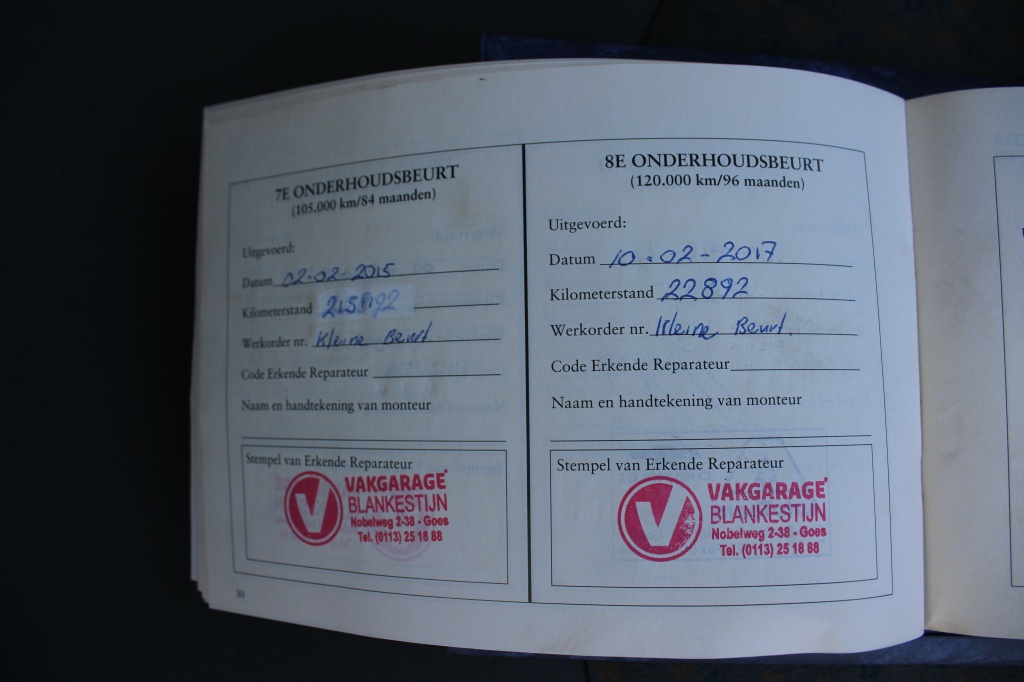 7E ONDERHOUDSBEURT
(105.000 km/84 maanden)
Uitgevoerd:
Datum 02-02-2015
Kilometerstand
Werkorder nr. Kleine Beurt
Code Erkende Reparateur
Naam en handtekening van monteur
Stempel van Erkende Reparateur
V VAKGARAGE
BLANKESTIJN
Nobelweg 2-38 - Goes
Tel. (0113) 25 18 88
30
8E ONDERHOUDSBEURT
(120.000 km/96 maanden)
Uitgevoerd:
Datum 10-02-2017
Kilometerstand 22892
Werkorder nr. Kleine Beurt.
Code Erkende Reparateur
Naam en handtekening van monteur
Stempel van Erkende Reparateur
V VAKGARAGE
BLANKESTIJN
Nobelweg 2-38 - Goes
Tel. (0113) 25 18 88